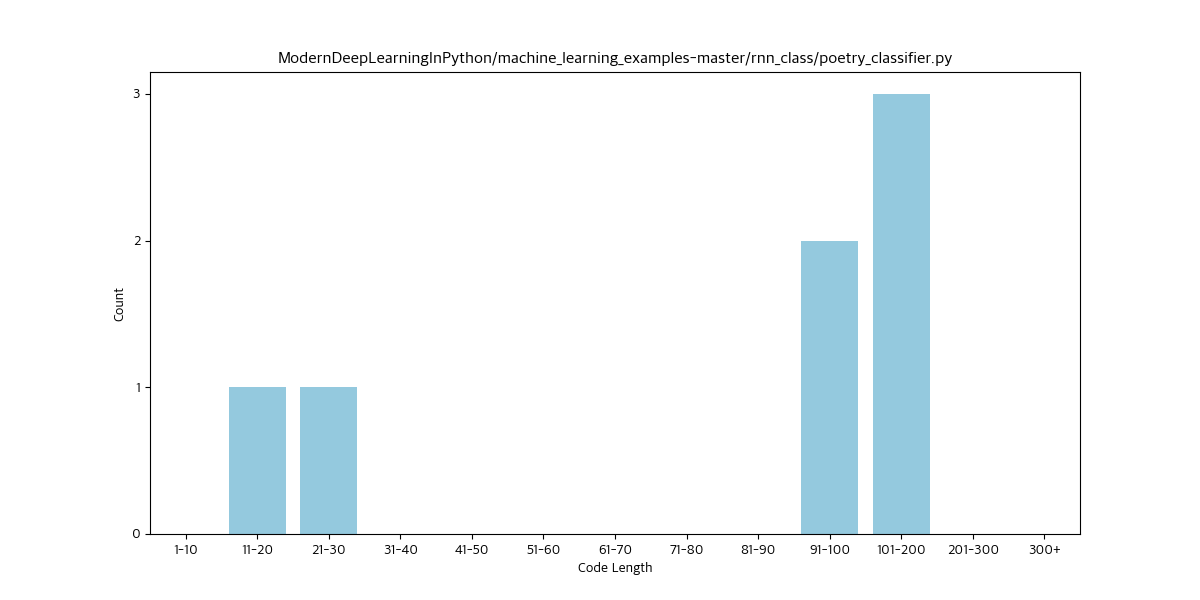 ModernDeepLearningInPython/machine_learning_examples-master/rnn_class/poetry_classifier.py
3
2
1
0
Count
1-10 11-20 21-30 31-40 41-50 51-60 61-70 71-80 81-90 91-100 101-200 201-300 300+
Code Length